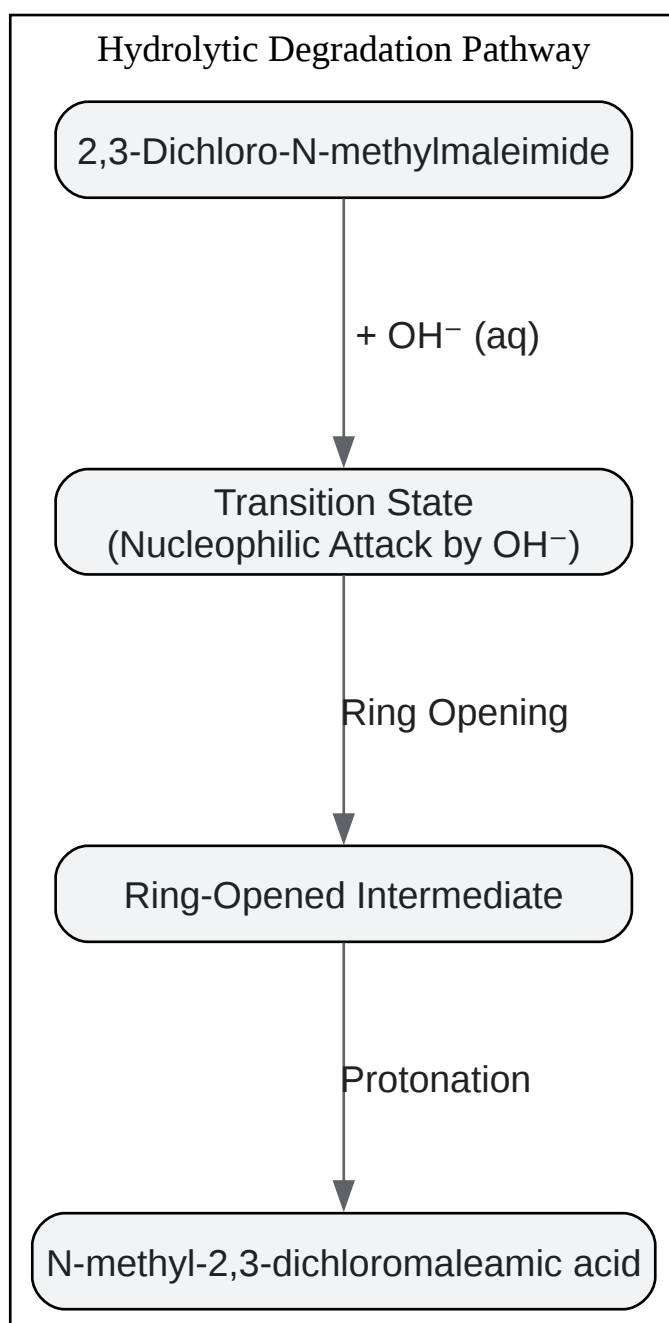 Hydrolytic Degradation Pathway
2,3-Dichloro-N-methylmaleimide
+ OH⁻ (aq)
Transition State
(Nucleophilic Attack by OH⁻)
Ring Opening
Ring-Opened Intermediate
Protonation
N-methyl-2,3-dichloromaleamic acid